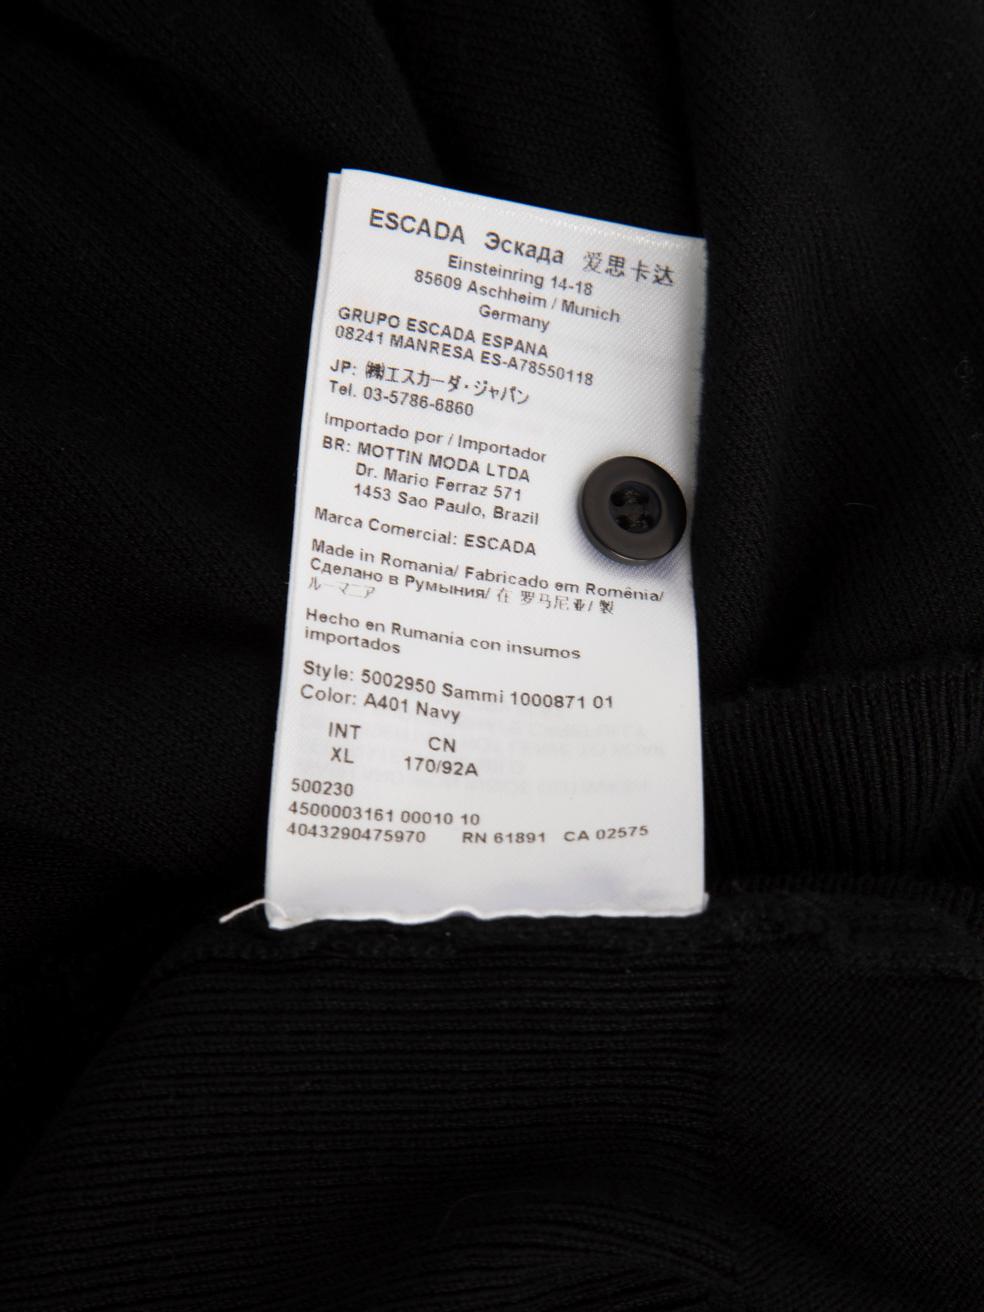 ESCADA Эскада 爱思卡达
Einsteinring 14-18
85609 Aschheim / Munich
Germany
GRUPO ESCADA ESPANA
08241 MANRESA ES-A78550118
JP: ㈱エスカーダ・ジャパン
Tel. 03-5786-6860
Importado por / Importador
BR: MOTTIN MODA LTDA
Dr. Mario Ferraz 571
1453 Sao Paulo, Brazil
Marca Comercial: ESCADA
Made in Romania/ Fabricado em Romênia/
Сделано в Румыния/ 在 罗马尼亚/ 製
ルーマニア
Hecho en Rumania con insumos
importados
Style: 5002950 Sammi 1000871 01
Color: A401 Navy
INT CN
XL 170/92A
500230
4500003161 00010 10
4043290475970 RN 61891 CA 02575